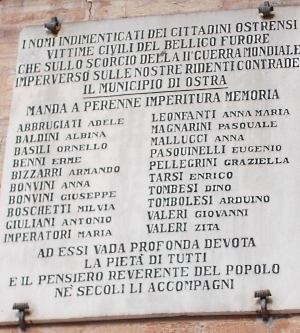 I NOMI INDIMENTICATI DEI CITTADINI OSTRENSI
VITTIME CIVILI DEL BELLICO FURORE
CHE SULLO SCORCIO DELLA IIª GUERRA MONDIALE
IMPERVERSÒ SULLE NOSTRE RIDENTI CONTRADE
IL MUNICIPIO DI OSTRA
MANDA A PERENNE IMPERITURA MEMORIA
ABBRUGIATI ADELE
BALDINI ALBINA
BASILI ORNELLO
BENNI ERME
BIZZARRI ARMANDO
BONVINI ANNA
BONVINI GIUSEPPE
BOSCHETTI MILVIA
GIULIANI ANTONIO
IMPERATORI MARIA
LEONFANTI ANNA MARIA
MAGNARINI PASQUALE
MALLUCCI ANNA
PASQUINELLI EUGENIO
PELLEGRINI GRAZIELLA
TARSI ENRICO
TOMBESI DINO
TOMBOLESI ARDUINO
VALERI GIOVANNI
VALERI ZITA
AD ESSI VADA PROFONDA DEVOTA
LA PIETÀ DI TUTTI
E IL PENSIERO REVERENTE DEL POPOLO
NE' SECOLI LI ACCOMPAGNI